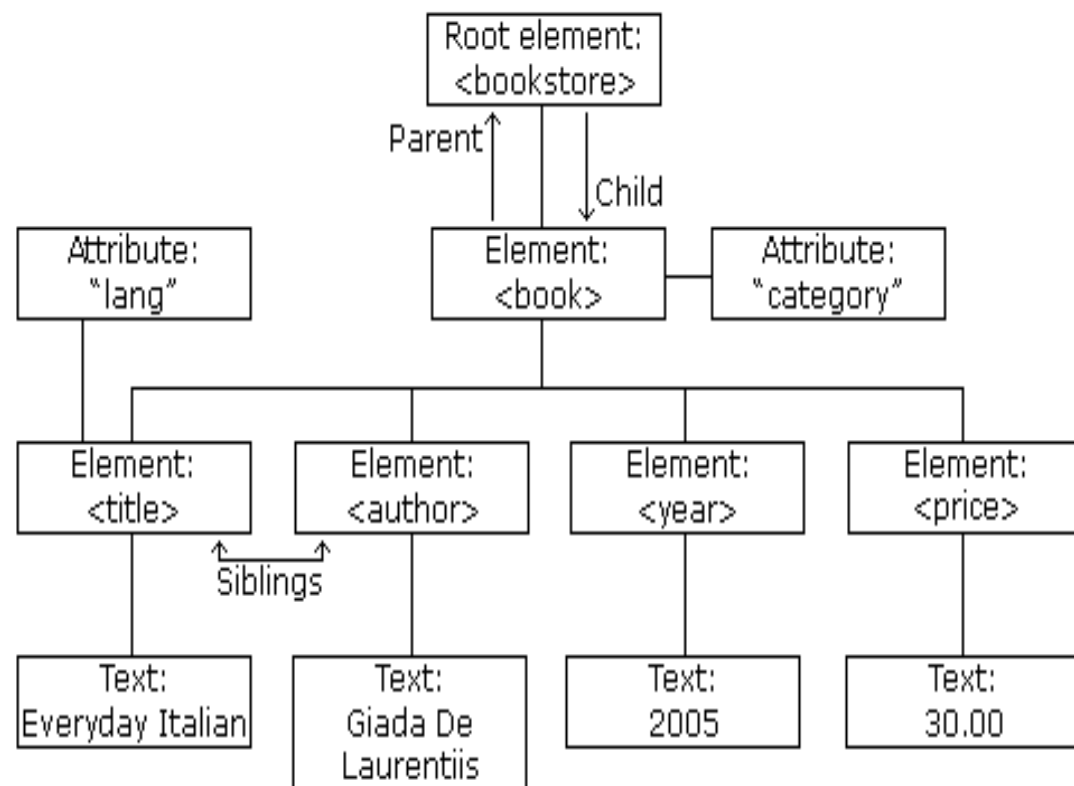 Root element:
<bookstore>
Parent
Child
Attribute:
“lang”
Element:
<book>
Attribute:
“category”
Element:
<title>
Element:
<author>
Element:
<year>
Element:
<price>
Siblings
Text:
Everyday Italian
Text:
Giada De
Laurentiis
Text:
2005
Text:
30.00